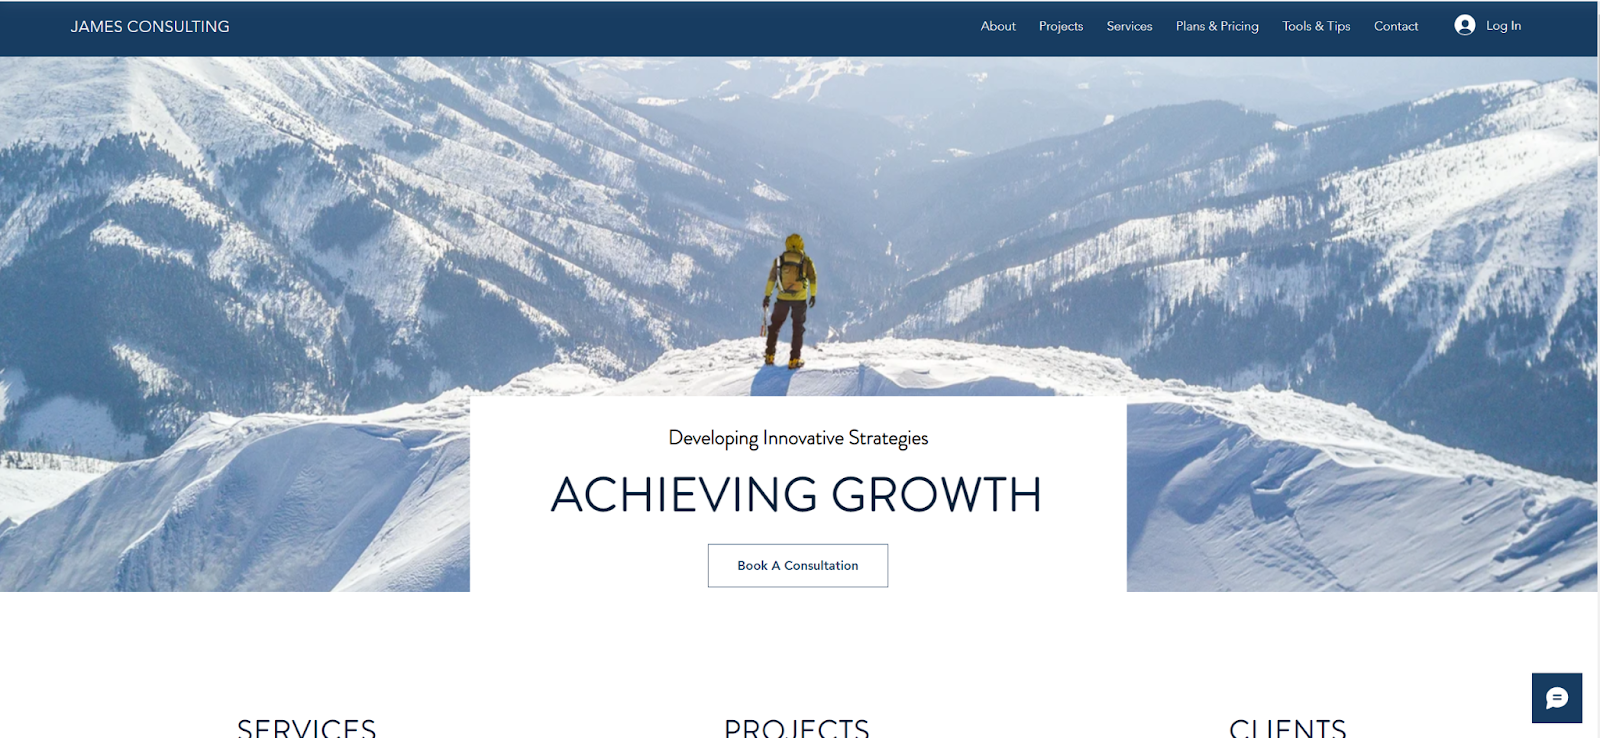 JAMES CONSULTING
About Projects Services Plans & Pricing Tools & Tips Contact Log In
Developing Innovative Strategies
ACHIEVING GROWTH
Book A Consultation
SERVICES PROJECTS CLIENTS